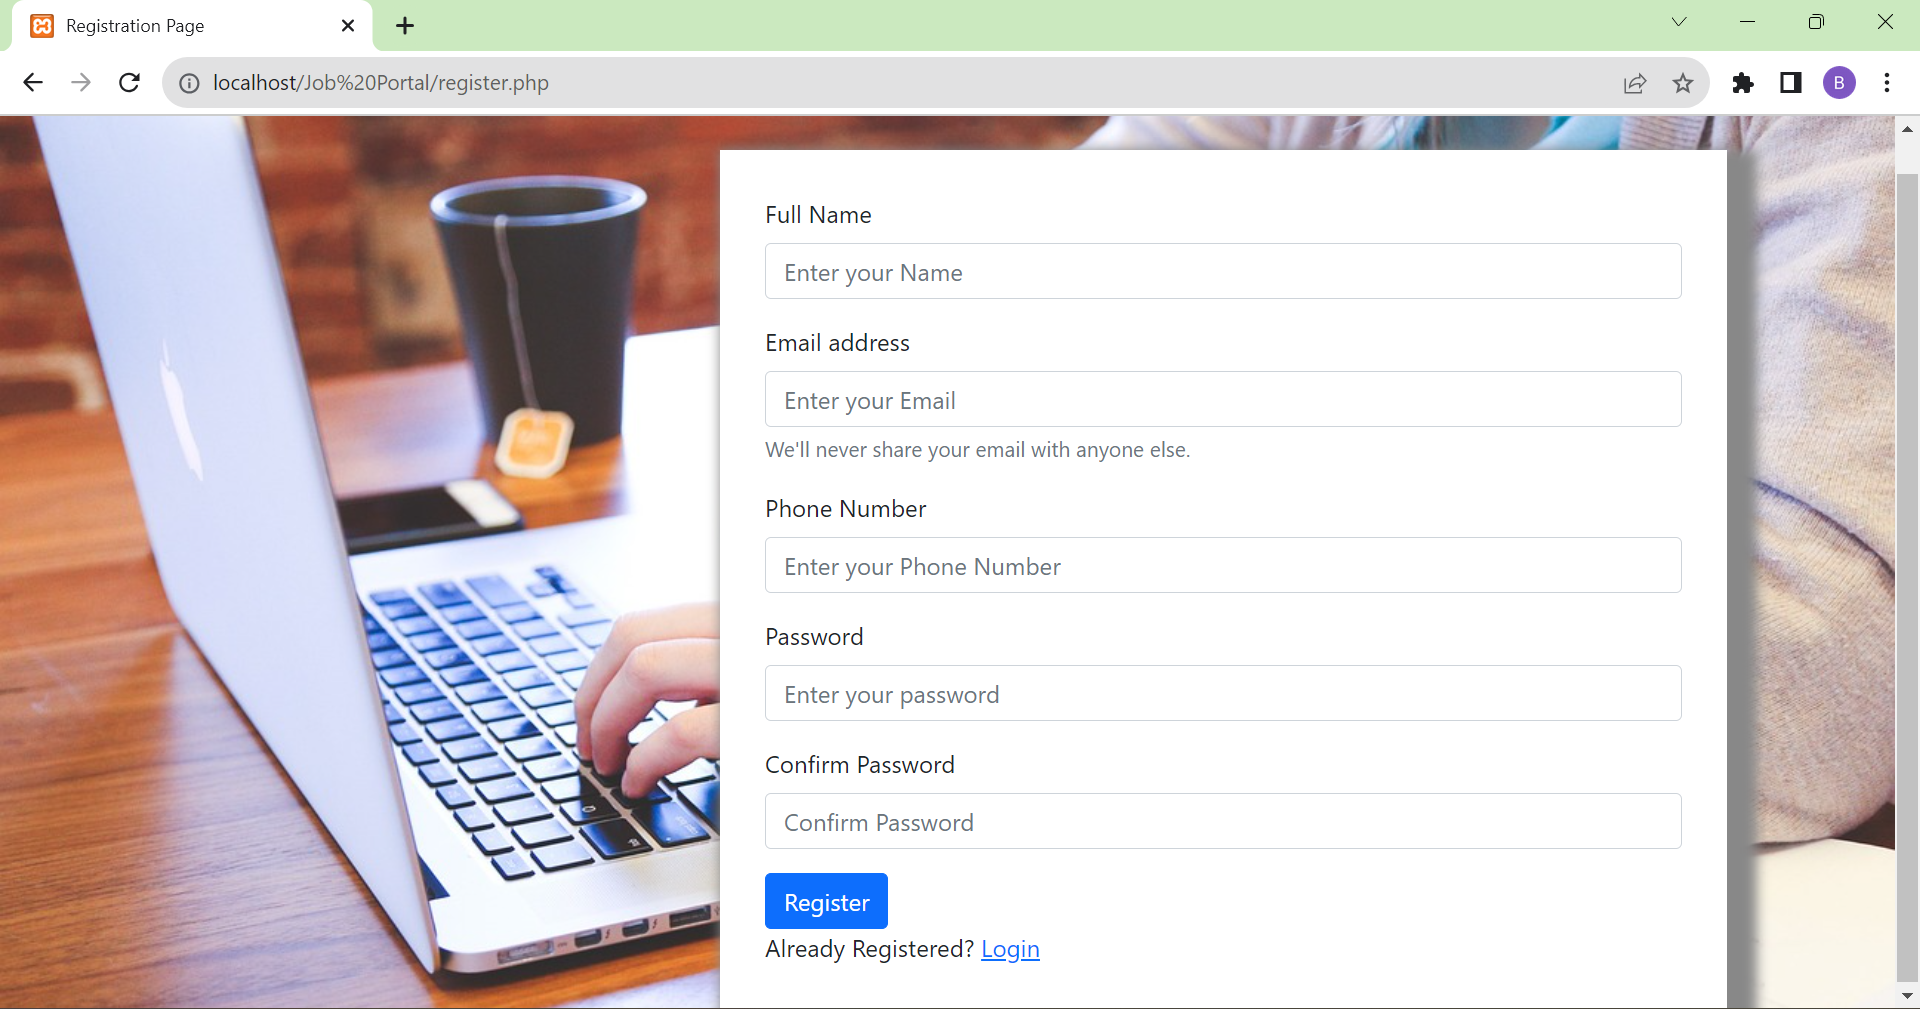 Registration Page
localhost/Job%20Portal/register.php
B
Full Name
Enter your Name
Email address
Enter your Email
We'll never share your email with anyone else.
Phone Number
Enter your Phone Number
Password
Enter your password
Confirm Password
Confirm Password
Register
Already Registered? Login